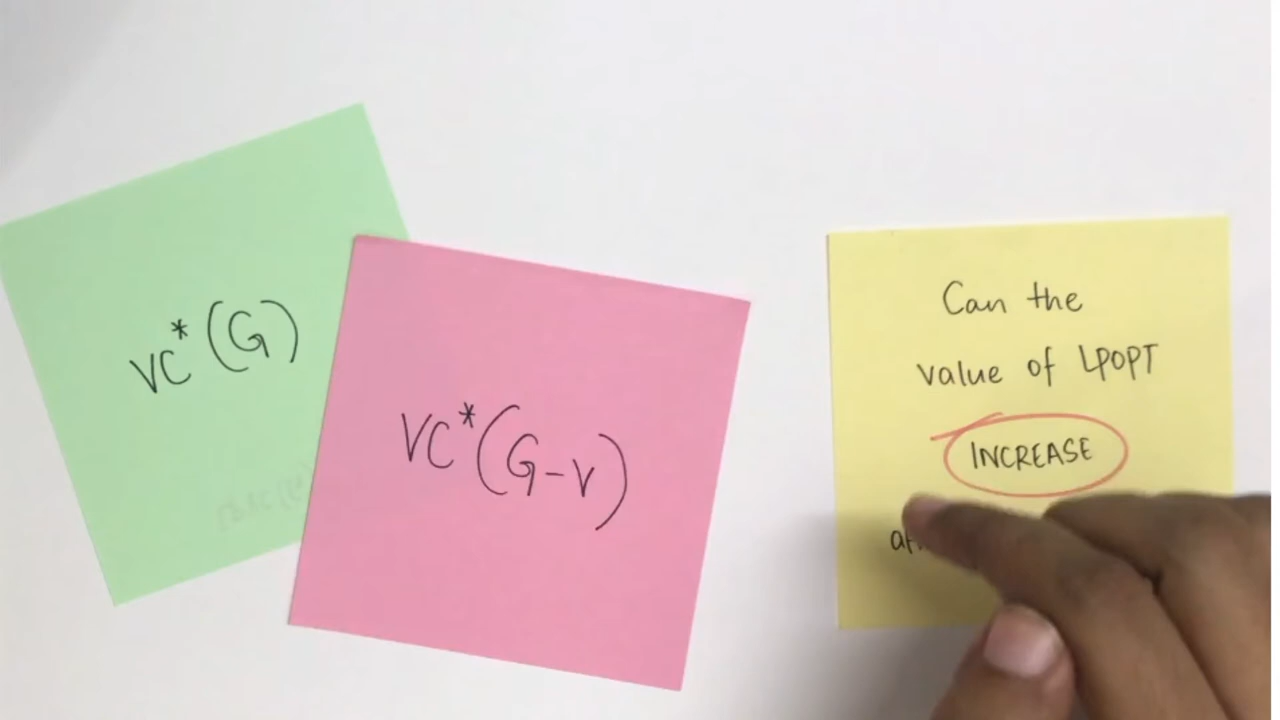 VC*(G)
VC*(G-v)
Can the
value of LPOPT
INCREASE